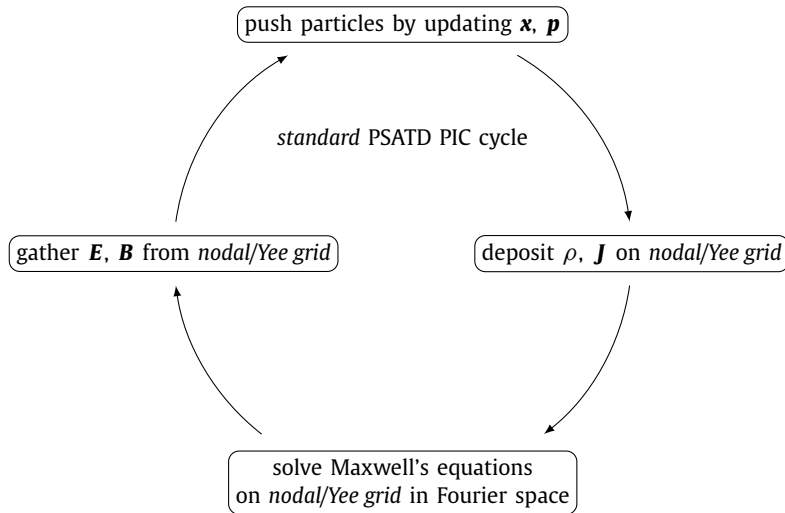 push particles by updating x, p
standard PSATD PIC cycle
gather E, B from nodal/Yee grid
deposit ρ, J on nodal/Yee grid
solve Maxwell's equations
on nodal/Yee grid in Fourier space